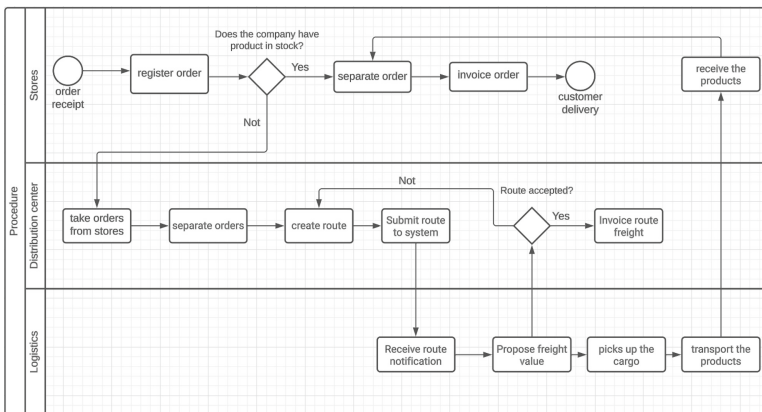 Procedure
Stores
Does the company have
product in stock?
order
receipt
register order
Yes
separate order
invoice order
customer
delivery
receive the
products
Not
Distribution center
take orders
from stores
separate orders
create route
Submit route
to system
Not
Route accepted?
Yes
Invoice route
freight
Logistics
Receive route
notification
Propose freight
value
picks up the
cargo
transport the
products